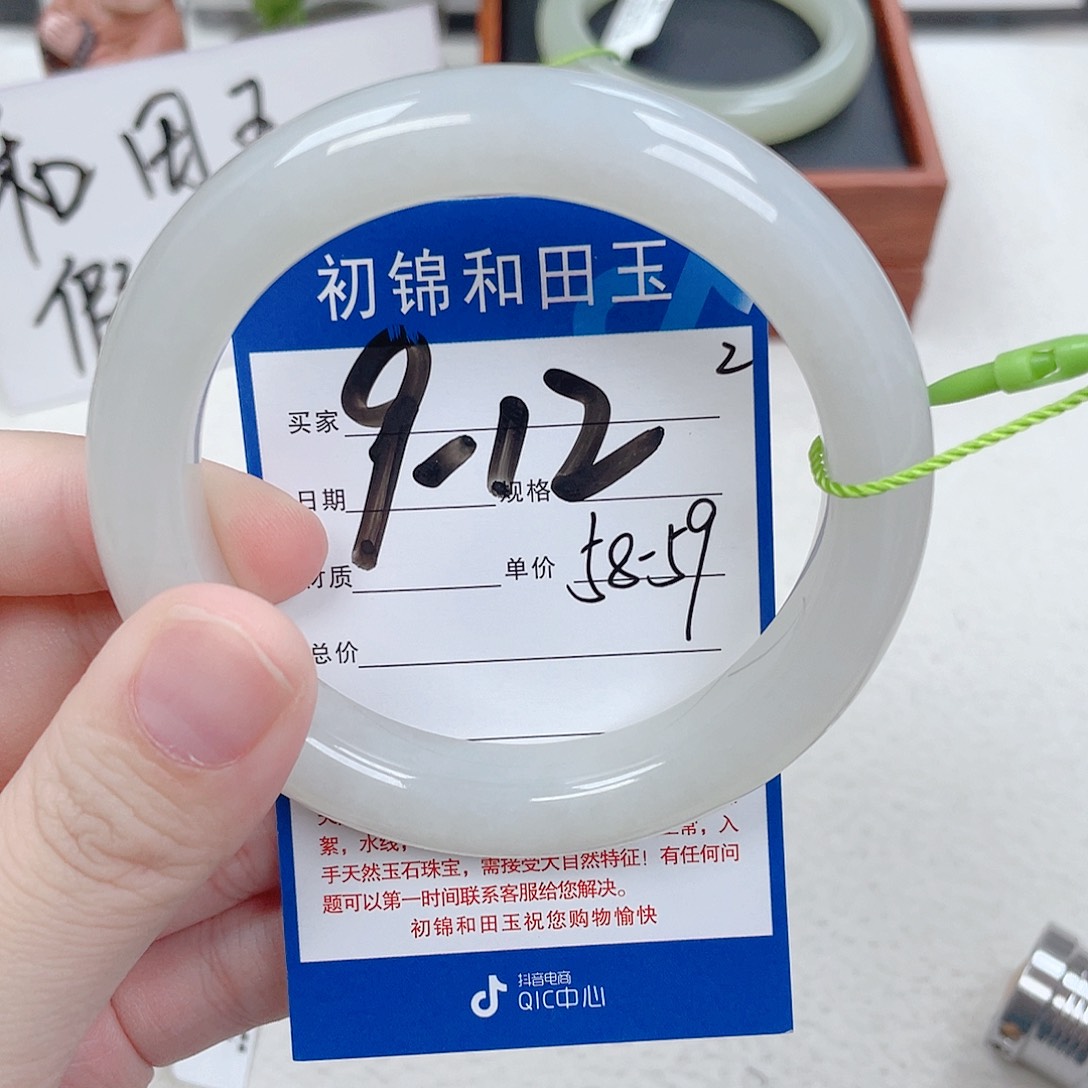 和田玉
假
初锦和田玉
2
9-12
买家
日期 规格
材质 单价 58-59
总价
絮，水线，
正常，入
手天然玉石珠宝，需接受大自然特征！有任何问
题可以第一时间联系客服给您解决。
初锦和田玉祝您购物愉快
抖音电商
QIC中心